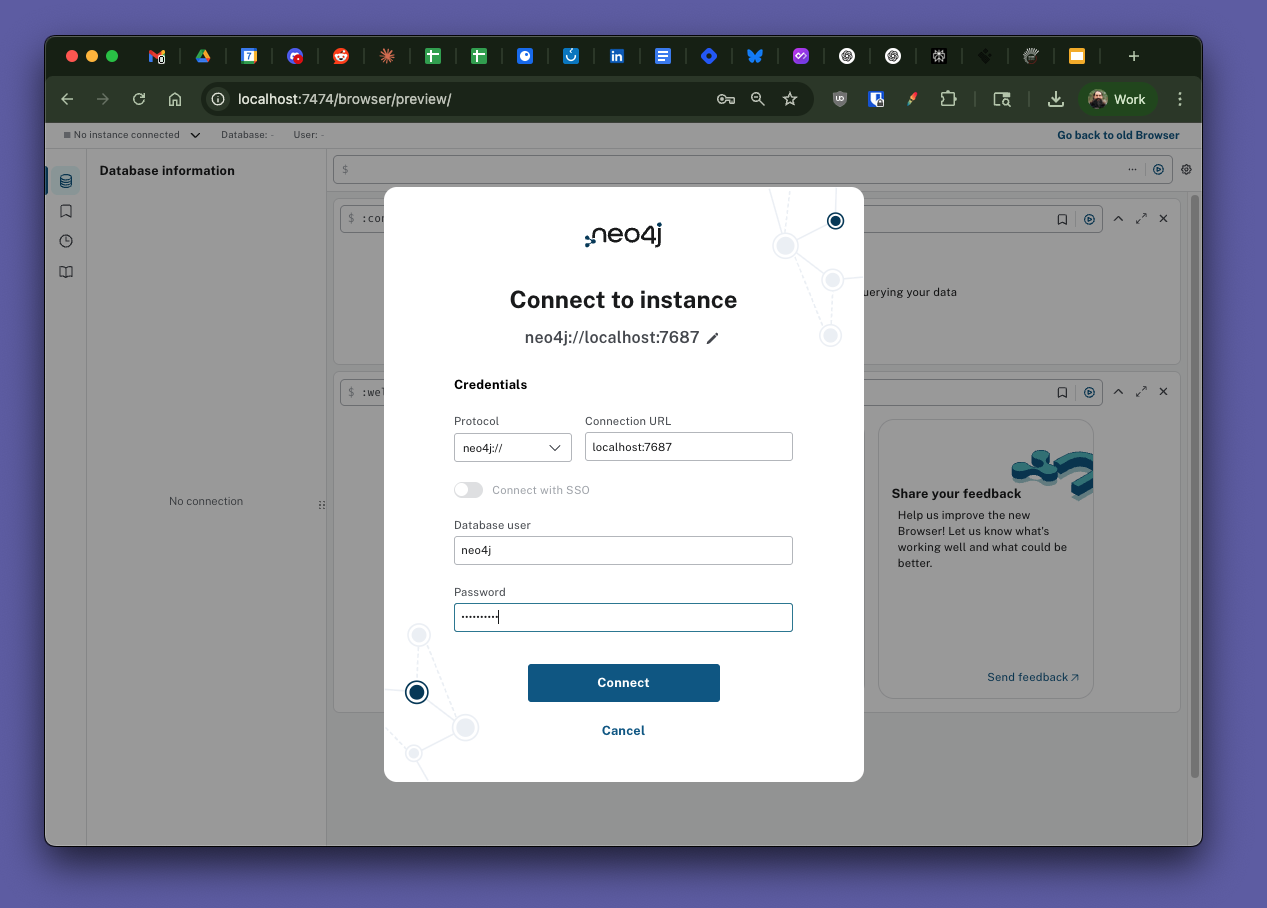 localhost:7474/browser/preview/
Work
No instance connected
Database: -
User: -
Go back to old Browser
Database information
$
$ :con
uerying your data
$ :wel
No connection
neo4j
Connect to instance
neo4j://localhost:7687
Credentials
Protocol
Connection URL
neo4j://
localhost:7687
Connect with SSO
Database user
neo4j
Password
••••••••••
Connect
Cancel
Share your feedback
Help us improve the new
Browser! Let us know what's
working well and what could be
better.
Send feedback